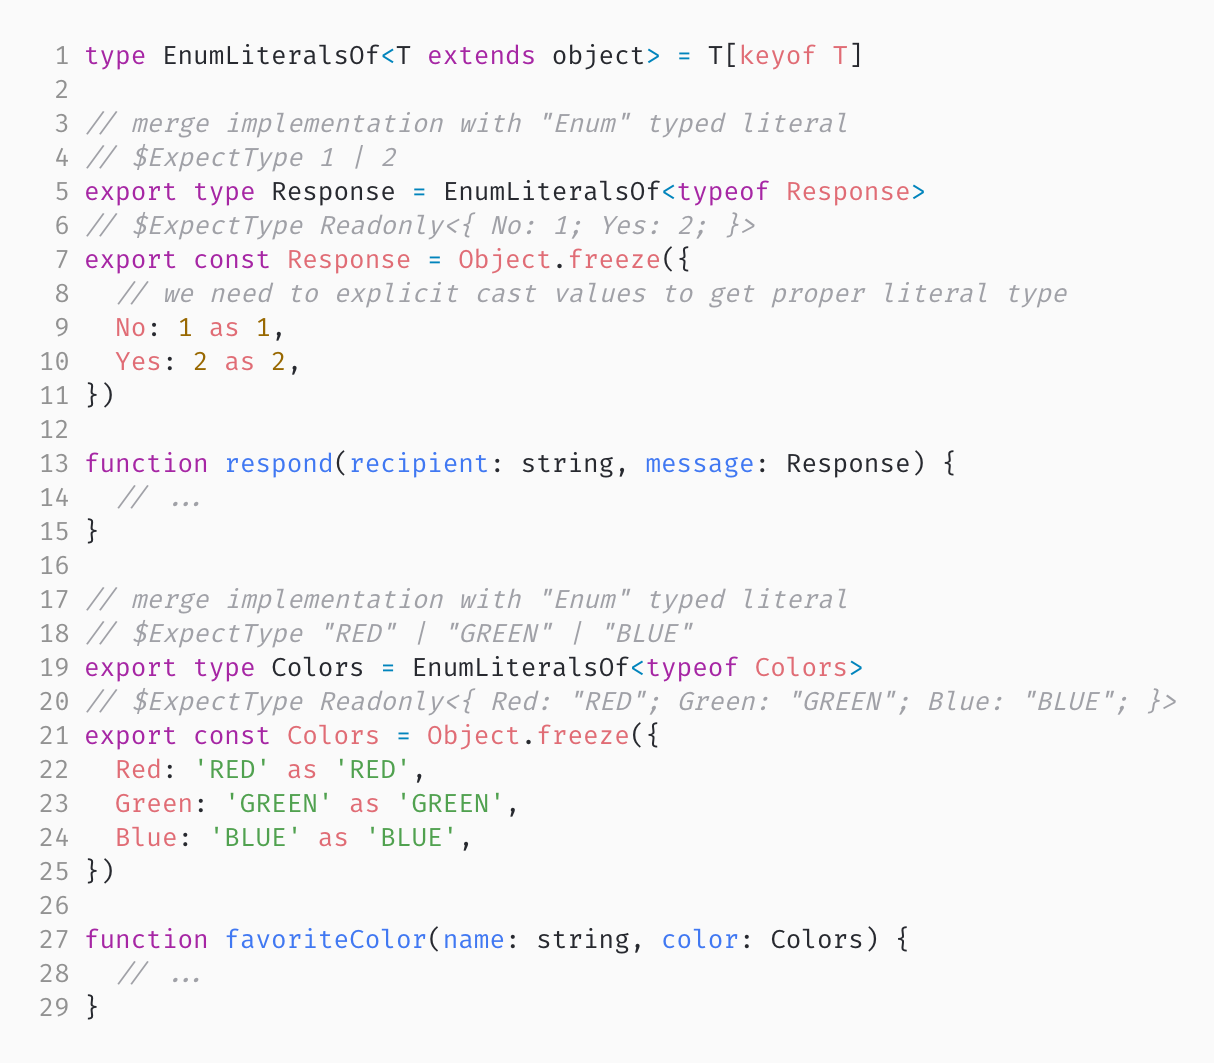 1 type EnumLiteralsOf<T extends object> = T[keyof T]
2
3 // merge implementation with "Enum" typed literal
4 // $ExpectType 1 | 2
5 export type Response = EnumLiteralsOf<typeof Response>
6 // $ExpectType Readonly<{ No: 1; Yes: 2; }>
7 export const Response = Object.freeze({
8   // we need to explicit cast values to get proper literal type
9   No: 1 as 1,
10   Yes: 2 as 2,
11 })
12
13 function respond(recipient: string, message: Response) {
14   // ...
15 }
16
17 // merge implementation with "Enum" typed literal
18 // $ExpectType "RED" | "GREEN" | "BLUE"
19 export type Colors = EnumLiteralsOf<typeof Colors>
20 // $ExpectType Readonly<{ Red: "RED"; Green: "GREEN"; Blue: "BLUE"; }>
21 export const Colors = Object.freeze({
22   Red: 'RED' as 'RED',
23   Green: 'GREEN' as 'GREEN',
24   Blue: 'BLUE' as 'BLUE',
25 })
26
27 function favoriteColor(name: string, color: Colors) {
28   // ...
29 }